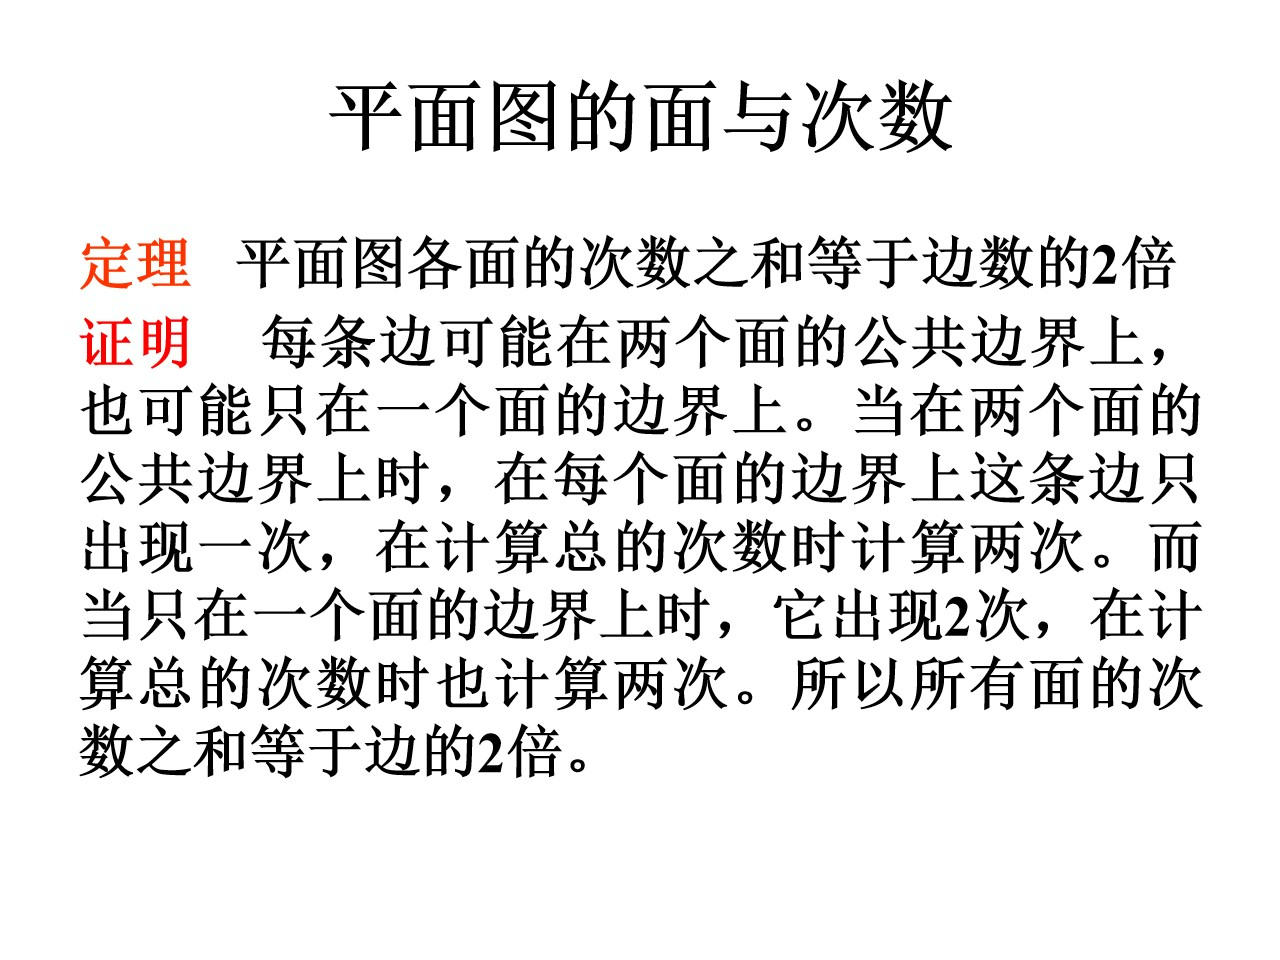 平面图的面与次数
定理 平面图各面的次数之和等于边数的2倍
证明 每条边可能在两个面的公共边界上，
也可能只在一个面的边界上。当在两个面的
公共边界上时，在每个面的边界上这条边只
出现一次，在计算总的次数时计算两次。而
当只在一个面的边界上时，它出现2次，在计
算总的次数时也计算两次。所以所有面的次
数之和等于边的2倍。